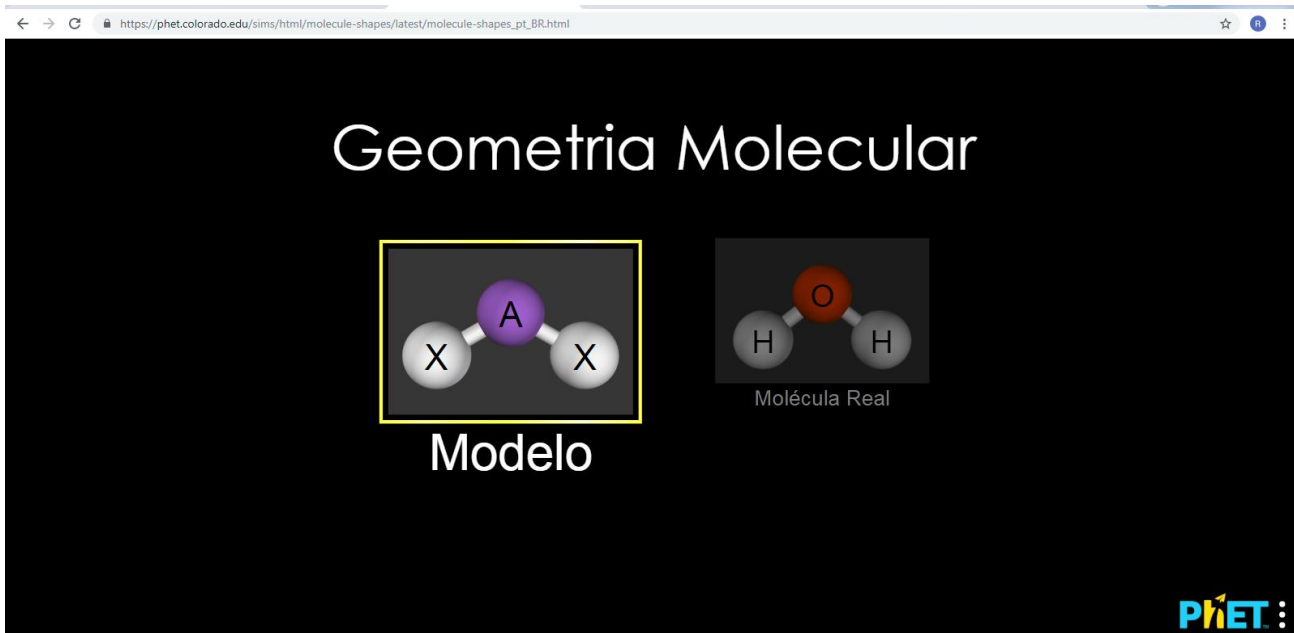 https://phet.colorado.edu/sims/html/molecule-shapes/latest/molecule-shapes_pt_BR.html
R
Geometria Molecular
A
X X
Modelo
O
H H
Molécula Real
PhET